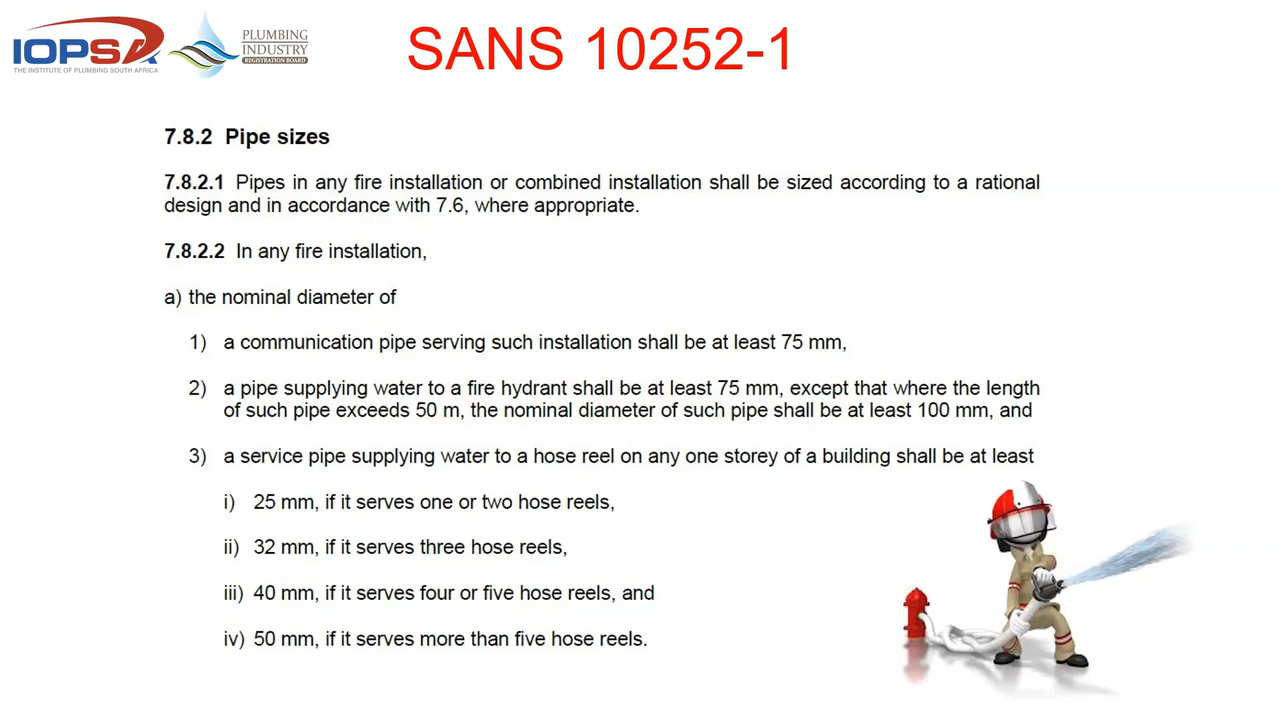 IOPSA
THE INSTITUTE OF PLUMBING SOUTH AFRICA
PLUMBING
INDUSTRY
REGISTRATION BOARD
SANS 10252-1
7.8.2 Pipe sizes
7.8.2.1 Pipes in any fire installation or combined installation shall be sized according to a rational
design and in accordance with 7.6, where appropriate.
7.8.2.2 In any fire installation,
a) the nominal diameter of
1) a communication pipe serving such installation shall be at least 75 mm,
2) a pipe supplying water to a fire hydrant shall be at least 75 mm, except that where the length
of such pipe exceeds 50 m, the nominal diameter of such pipe shall be at least 100 mm, and
3) a service pipe supplying water to a hose reel on any one storey of a building shall be at least
i) 25 mm, if it serves one or two hose reels,
ii) 32 mm, if it serves three hose reels,
iii) 40 mm, if it serves four or five hose reels, and
iv) 50 mm, if it serves more than five hose reels.